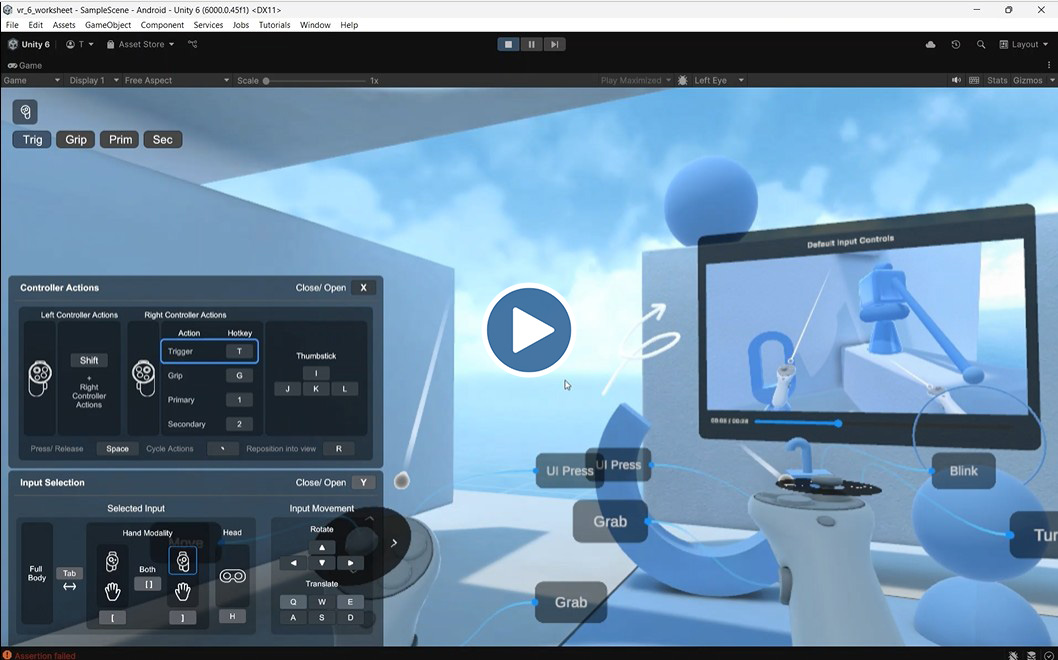 vr_6_worksheet - SampleScene - Android - Unity 6 (6000.0.45f1) <DX11>
File Edit Assets GameObject Component Services Jobs Tutorials Window Help
Unity 6 T Asset Store Layout
Game
Game Display 1 Free Aspect Scale 1x Play Maximized Left Eye Stats Gizmos
Trig Grip Prim Sec
Default Input Controls
Controller Actions Close/ Open X
Left Controller Actions Right Controller Actions
Action Hotkey
Shift
+
Right
Controller
Actions
Trigger T
Grip G
Primary 1
Secondary 2
Thumbstick
I
J K L
Press/ Release Space Cycle Actions ` Reposition into view R
UI Press UI Press
Blink
Grab
Tur
Grab
Input Selection Close/ Open Y
Selected Input Input Movement
Hand Modality Head Rotate
Move
Full
Body
Tab
Both
[ ]
[ ] H
Translate
Q W E
A S D
Assertion failed